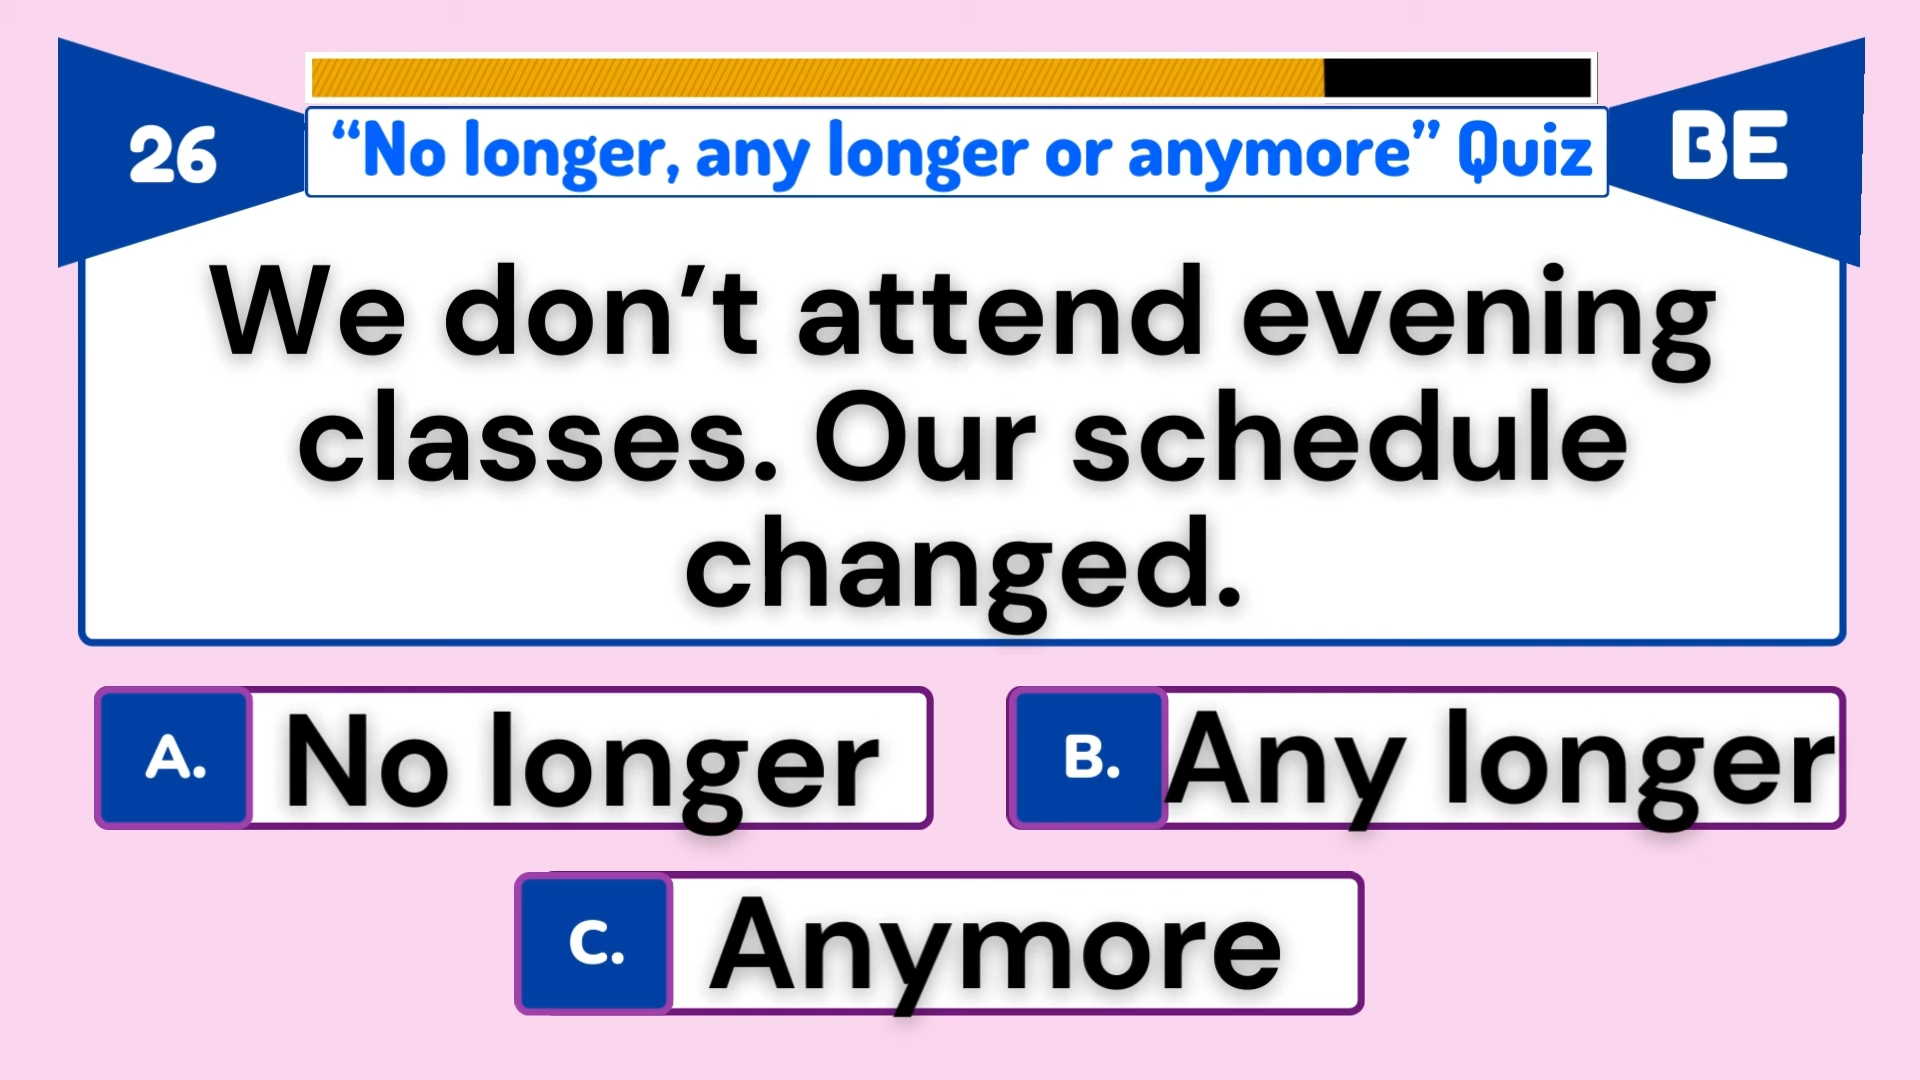 26
“No longer, any longer or anymore” Quiz
BE
We don’t attend evening
classes. Our schedule
changed.
A. No longer
B. Any longer
C. Anymore